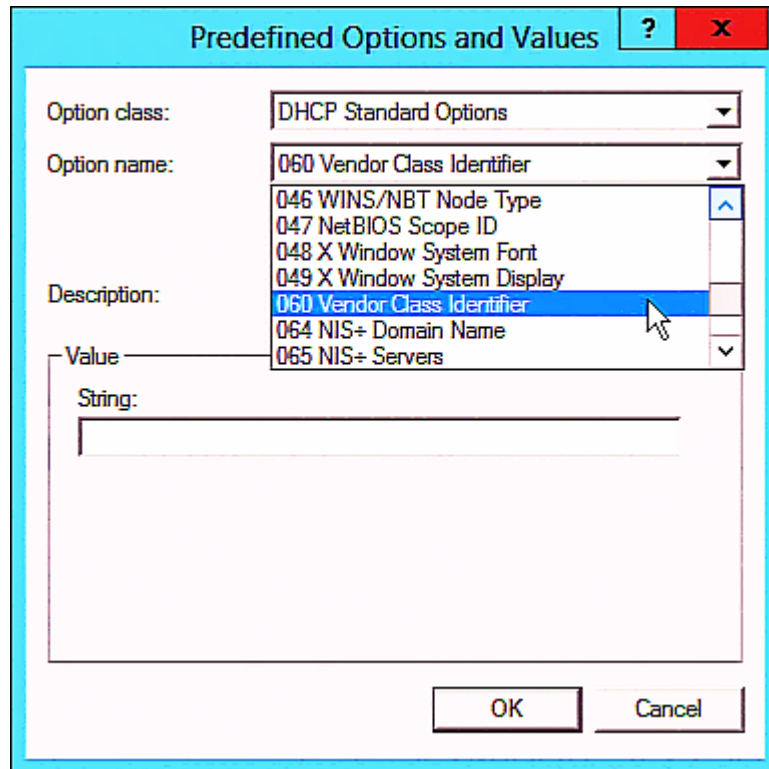 Predefined Options and Values ? x
Option class: DHCP Standard Options
Option name: 060 Vendor Class Identifier
046 WINS/NBT Node Type
047 NetBIOS Scope ID
048 X Window System Font
049 X Window System Display
Description:
060 Vendor Class Identifier
064 NIS+ Domain Name
065 NIS+ Servers
Value
String:
OK Cancel